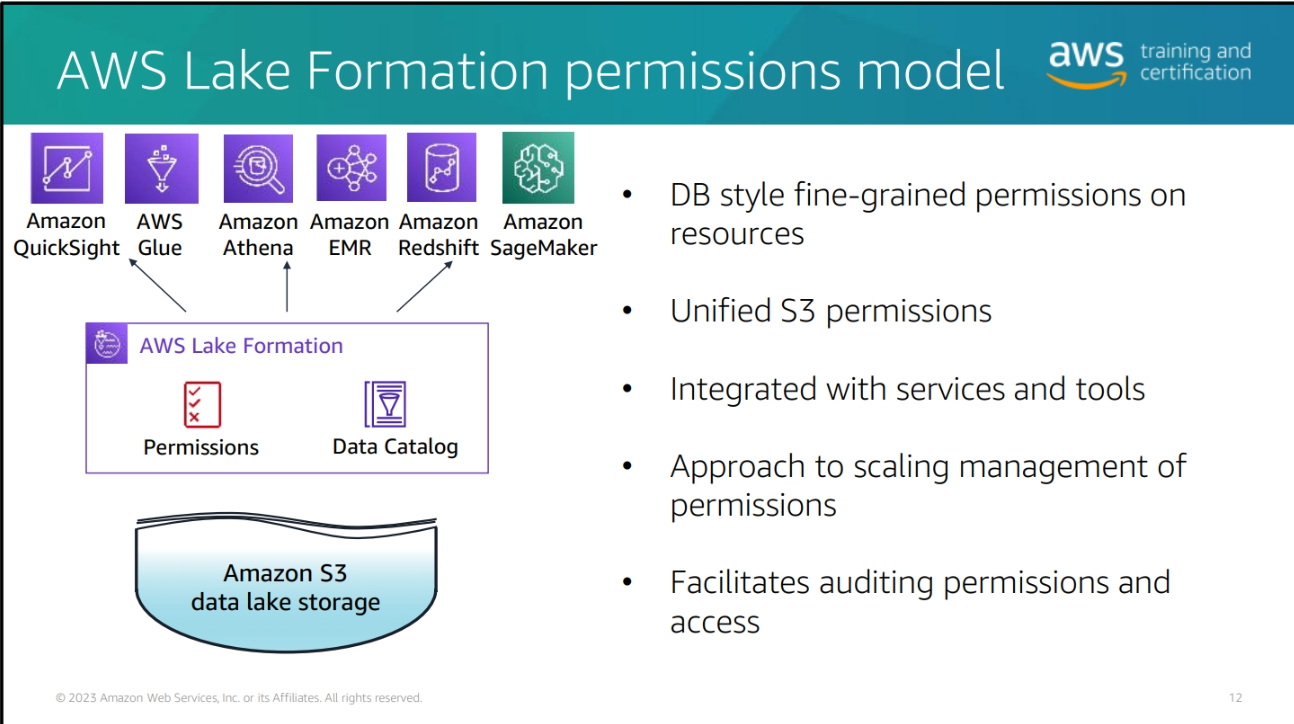 AWS Lake Formation permissions model
aws training and
certification
Amazon
QuickSight
AWS
Glue
Amazon
Athena
Amazon
EMR
Amazon
Redshift
Amazon
SageMaker
AWS Lake Formation
Permissions
Data Catalog
Amazon S3
data lake storage
• DB style fine-grained permissions on
resources
• Unified S3 permissions
• Integrated with services and tools
• Approach to scaling management of
permissions
• Facilitates auditing permissions and
access
© 2023 Amazon Web Services, Inc. or its Affiliates. All rights reserved.
12